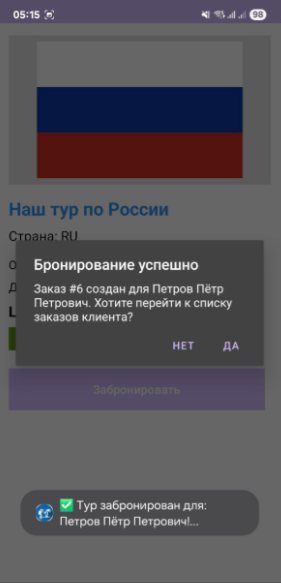 05:15
98
Наш тур по России
Страна: RU
Бронирование успешно
Заказ #6 создан для Петров Пётр
Петрович. Хотите перейти к списку
заказов клиента?
НЕТ ДА
Забронировать
✅ Тур забронирован для:
Петров Пётр Петрович!...